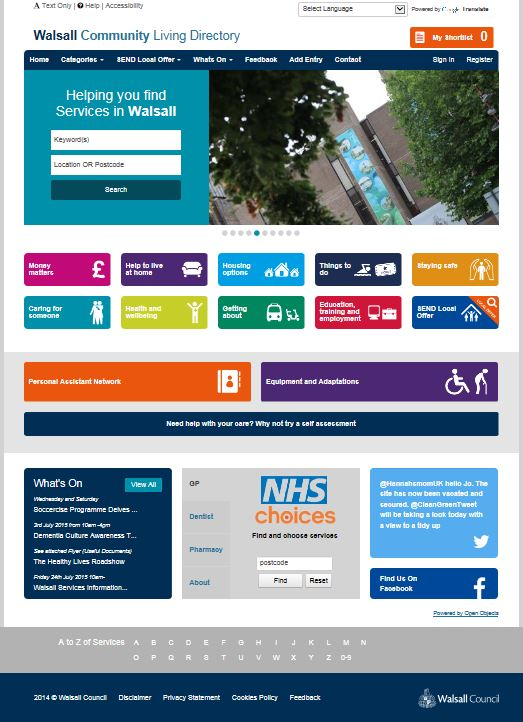 A Text Only | Help | Accessibility
Select Language
Powered by Google Translate
Walsall Community Living Directory
My Shortlist 0
Home Categories SEND Local Offer Whats On Feedback Add Entry Contact Sign In Register
Helping you find
Services in Walsall
Keyword(s)
Location OR Postcode
Search
Money
matters
£
Help to live
at home
Housing
options
Things to
do
Staying safe
Caring for
someone
Health and
wellbeing
Getting
about
Education,
training and
employment
SEND Local
Offer
LOCAL OFFER
Personal Assistant Network
Equipment and Adaptations
Need help with your care? Why not try a self assessment
What's On
View All
Wednesday and Saturday
Soccercise Programme Delves ...
3rd July 2015 from 10am -4pm
Dementia Culture Awareness T...
See attached Flyer (Useful Documents)
The Healthy Lives Roadshow
Friday 24th July 2015 10am-
Walsall Services Information...
GP
Dentist
Pharmacy
About
NHS
choices
Find and choose services
postcode
Find Reset
@HannahsmomUK hello Jo. The
site has now been vacated and
secured, @CleanGreenTweet
will be taking a look today with
a view to a tidy up
Find Us On
Facebook
Powered by Open Objects
A to Z of Services A B C D E F G H I J K L M N
O P Q R S T U V W X Y Z 0-9
2014 © Walsall Council Disclaimer Privacy Statement Cookies Policy Feedback
Walsall Council